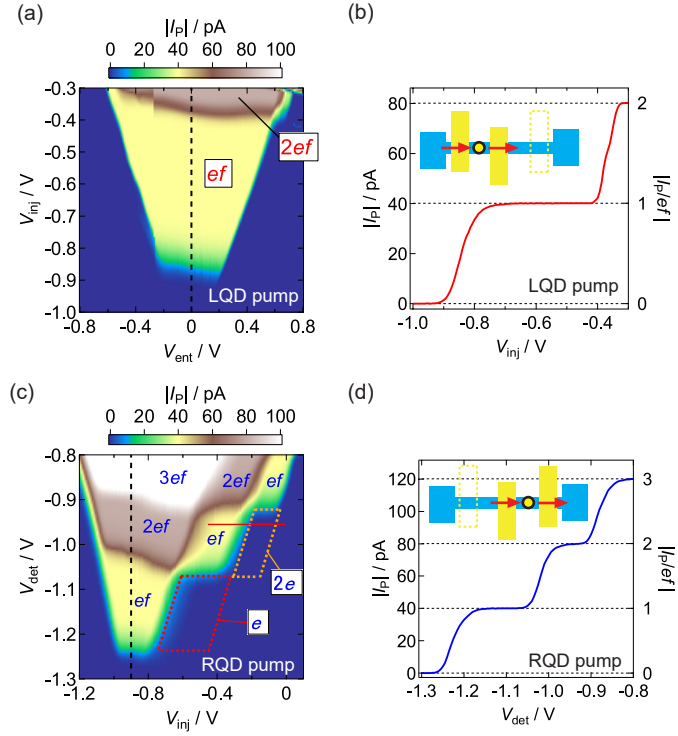 (a)
|I_P| / pA
0 20 40 60 80 100
-0.3
-0.4
-0.5
-0.6
-0.7
-0.8
-0.9
-1.0
V_inj / V
2ef
ef
LQD pump
-0.8 -0.4 0 0.4 0.8
V_ent / V
(b)
80
60
40
20
0
|I_P| / pA
2
1
0
|I_P/ef|
LQD pump
-1.0 -0.8 -0.6 -0.4
V_inj / V
(c)
|I_P| / pA
0 20 40 60 80 100
-0.8
-0.9
-1.0
-1.1
-1.2
-1.3
V_det / V
3ef
2ef
2ef
ef
ef
ef
2e
e
RQD pump
-1.2 -0.8 -0.4 0
V_inj / V
(d)
120
100
80
60
40
20
0
|I_P| / pA
3
2
1
0
|I_P/ef|
RQD pump
-1.3 -1.2 -1.1 -1.0 -0.9 -0.8
V_det / V